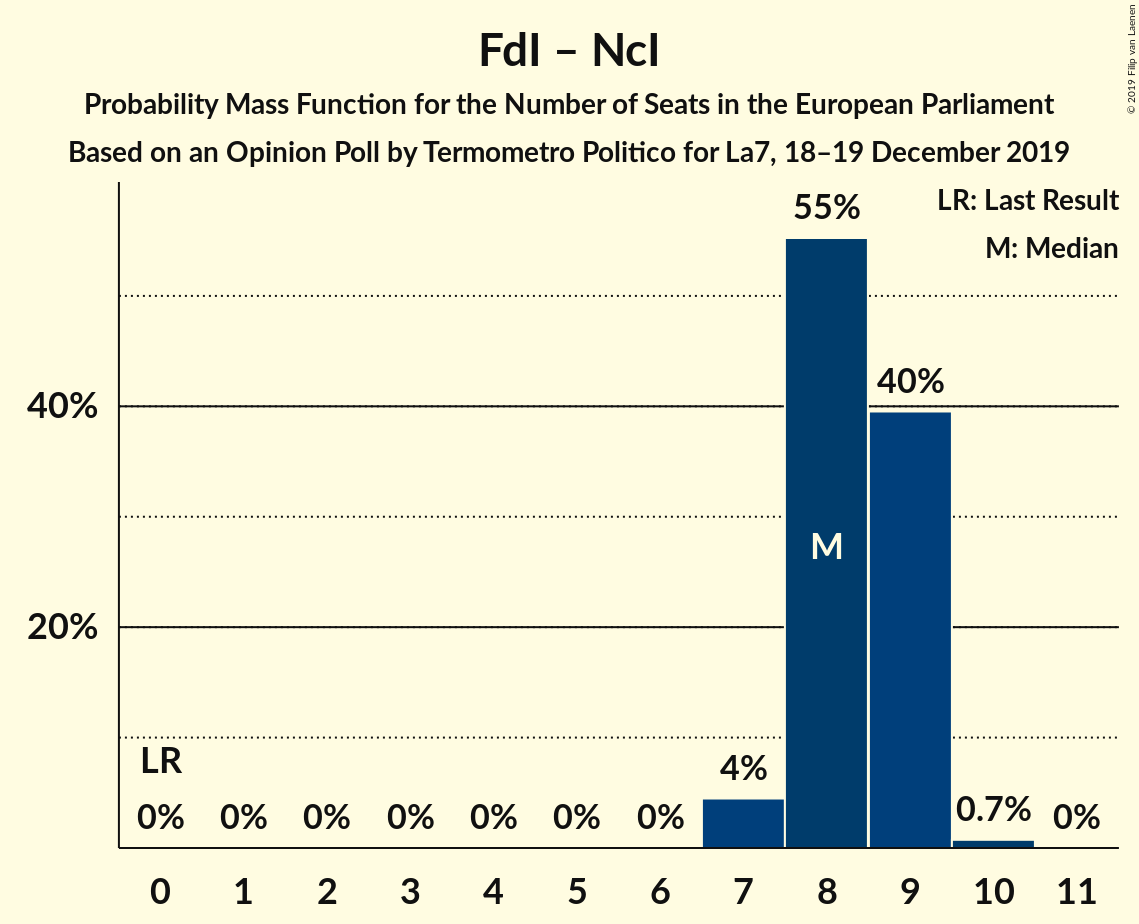 FdI – NcI
Probability Mass Function for the Number of Seats in the European Parliament
Based on an Opinion Poll by Termometro Politico for La7, 18–19 December 2019
© 2019 Filip van Laenen
LR: Last Result
M: Median
55%
40%
40%
M
20%
LR
0% 0% 0% 0% 0% 0% 0% 4% 0.7% 0%
0 1 2 3 4 5 6 7 8 9 10 11